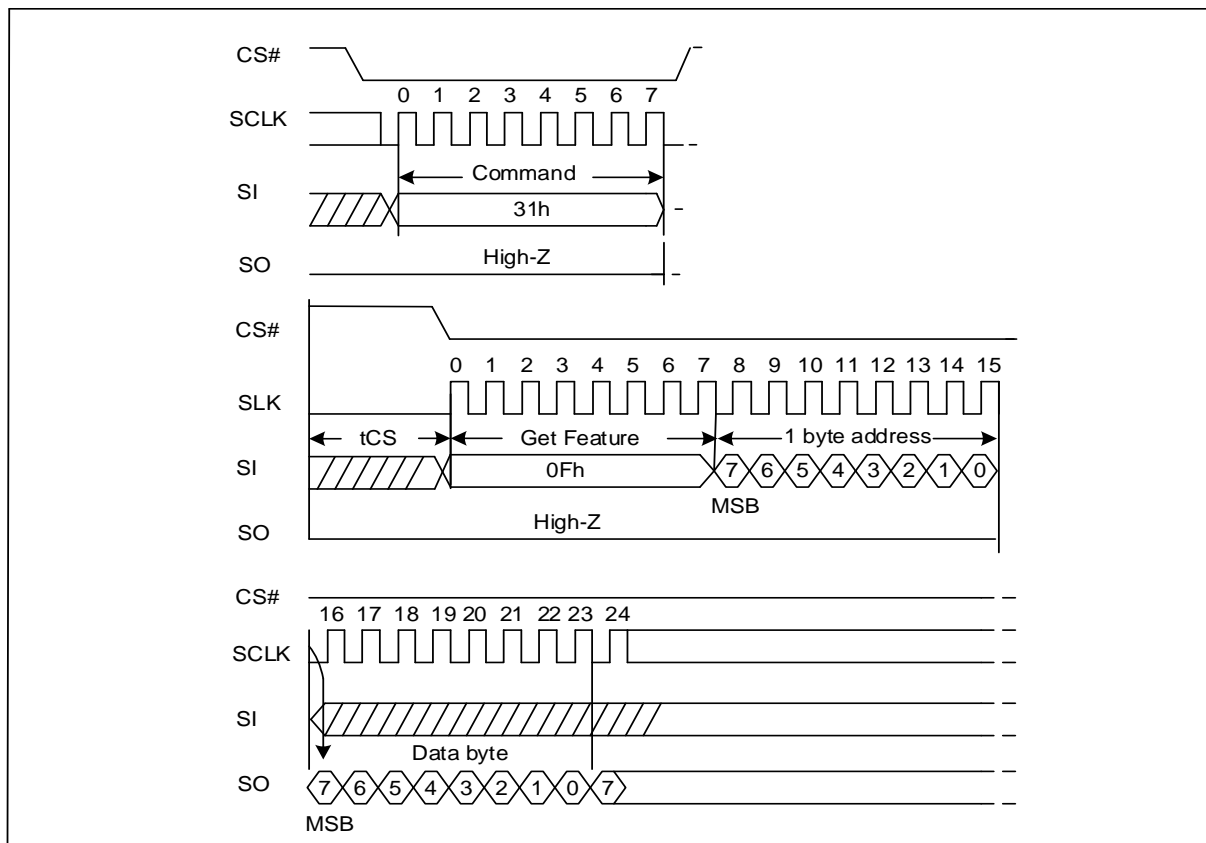 CS#
0 1 2 3 4 5 6 7
SCLK
Command
SI
31h
High-Z
SO
CS#
0 1 2 3 4 5 6 7 8 9 10 11 12 13 14 15
SLK
tCS Get Feature 1 byte address
SI
0Fh 7 6 5 4 3 2 1 0
MSB
High-Z
SO
CS#
16 17 18 19 20 21 22 23 24
SCLK
SI
Data byte
SO
7 6 5 4 3 2 1 0 7
MSB